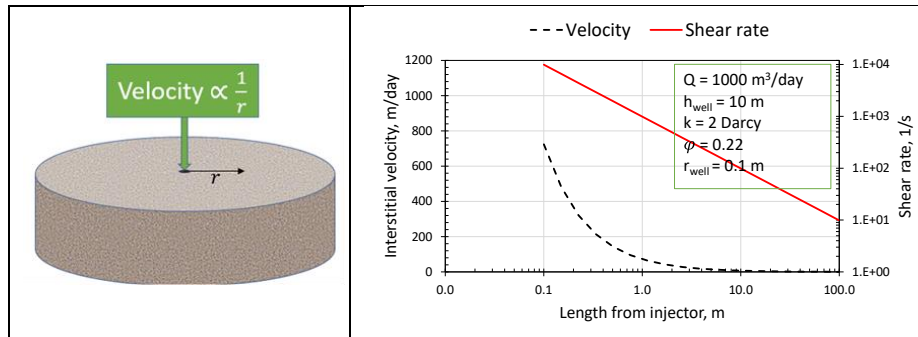 Velocity ∝ 1/r
r
Velocity
Shear rate
1200
1000
800
600
400
200
0
Interstitial velocity, m/day
1.E+04
1.E+03
1.E+02
1.E+01
1.E+00
Shear rate, 1/s
Q = 1000 m³/day
h_well = 10 m
k = 2 Darcy
φ = 0.22
r_well = 0.1 m
0.0
0.1
1.0
10.0
100.0
Length from injector, m